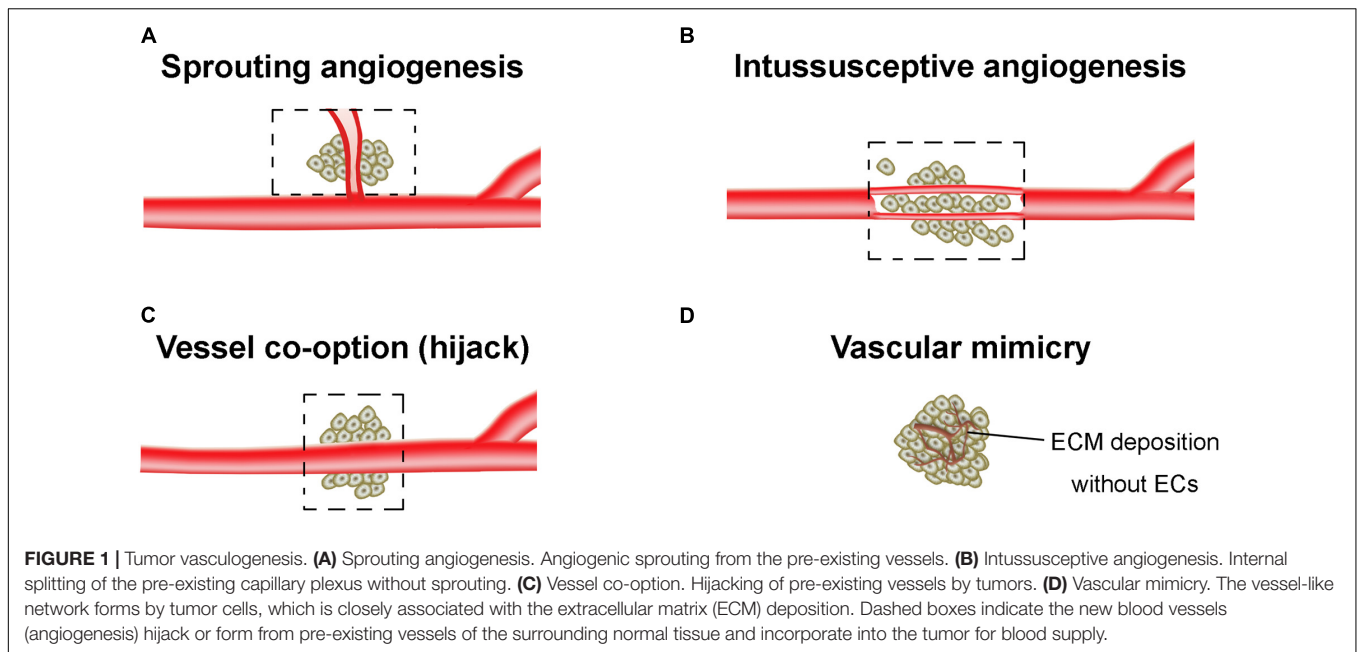 A
Sprouting angiogenesis
B
Intussusceptive angiogenesis
C
Vessel co-option (hijack)
D
Vascular mimicry
ECM deposition
without ECs
FIGURE 1 | Tumor vasculogenesis. (A) Sprouting angiogenesis. Angiogenic sprouting from the pre-existing vessels. (B) Intussusceptive angiogenesis. Internal
splitting of the pre-existing capillary plexus without sprouting. (C) Vessel co-option. Hijacking of pre-existing vessels by tumors. (D) Vascular mimicry. The vessel-like
network forms by tumor cells, which is closely associated with the extracellular matrix (ECM) deposition. Dashed boxes indicate the new blood vessels
(angiogenesis) hijack or form from pre-existing vessels of the surrounding normal tissue and incorporate into the tumor for blood supply.